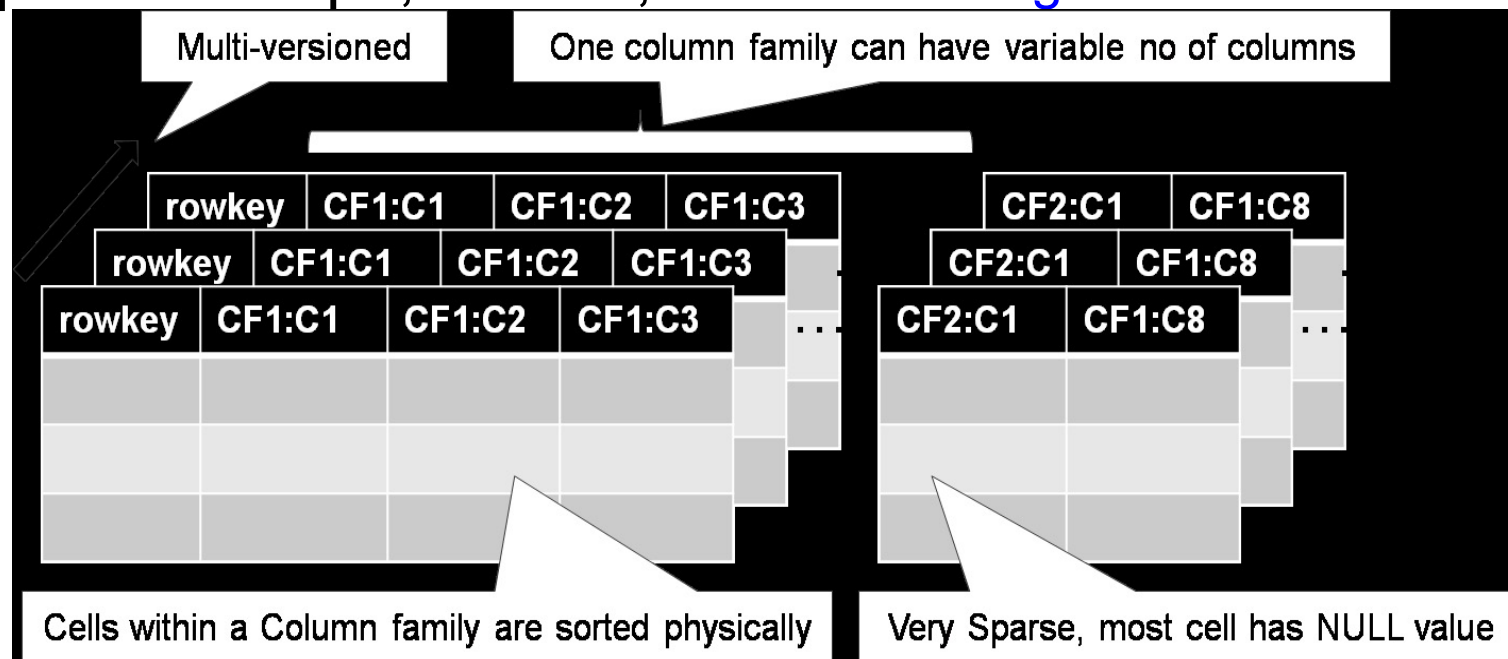 Multi-versioned
One column family can have variable no of columns
rowkey CF1:C1 CF1:C2 CF1:C3 CF2:C1 CF1:C8
rowkey CF1:C1 CF1:C2 CF1:C3 CF2:C1 CF1:C8
rowkey CF1:C1 CF1:C2 CF1:C3 ... CF2:C1 CF1:C8 ...
Cells within a Column family are sorted physically
Very Sparse, most cell has NULL value